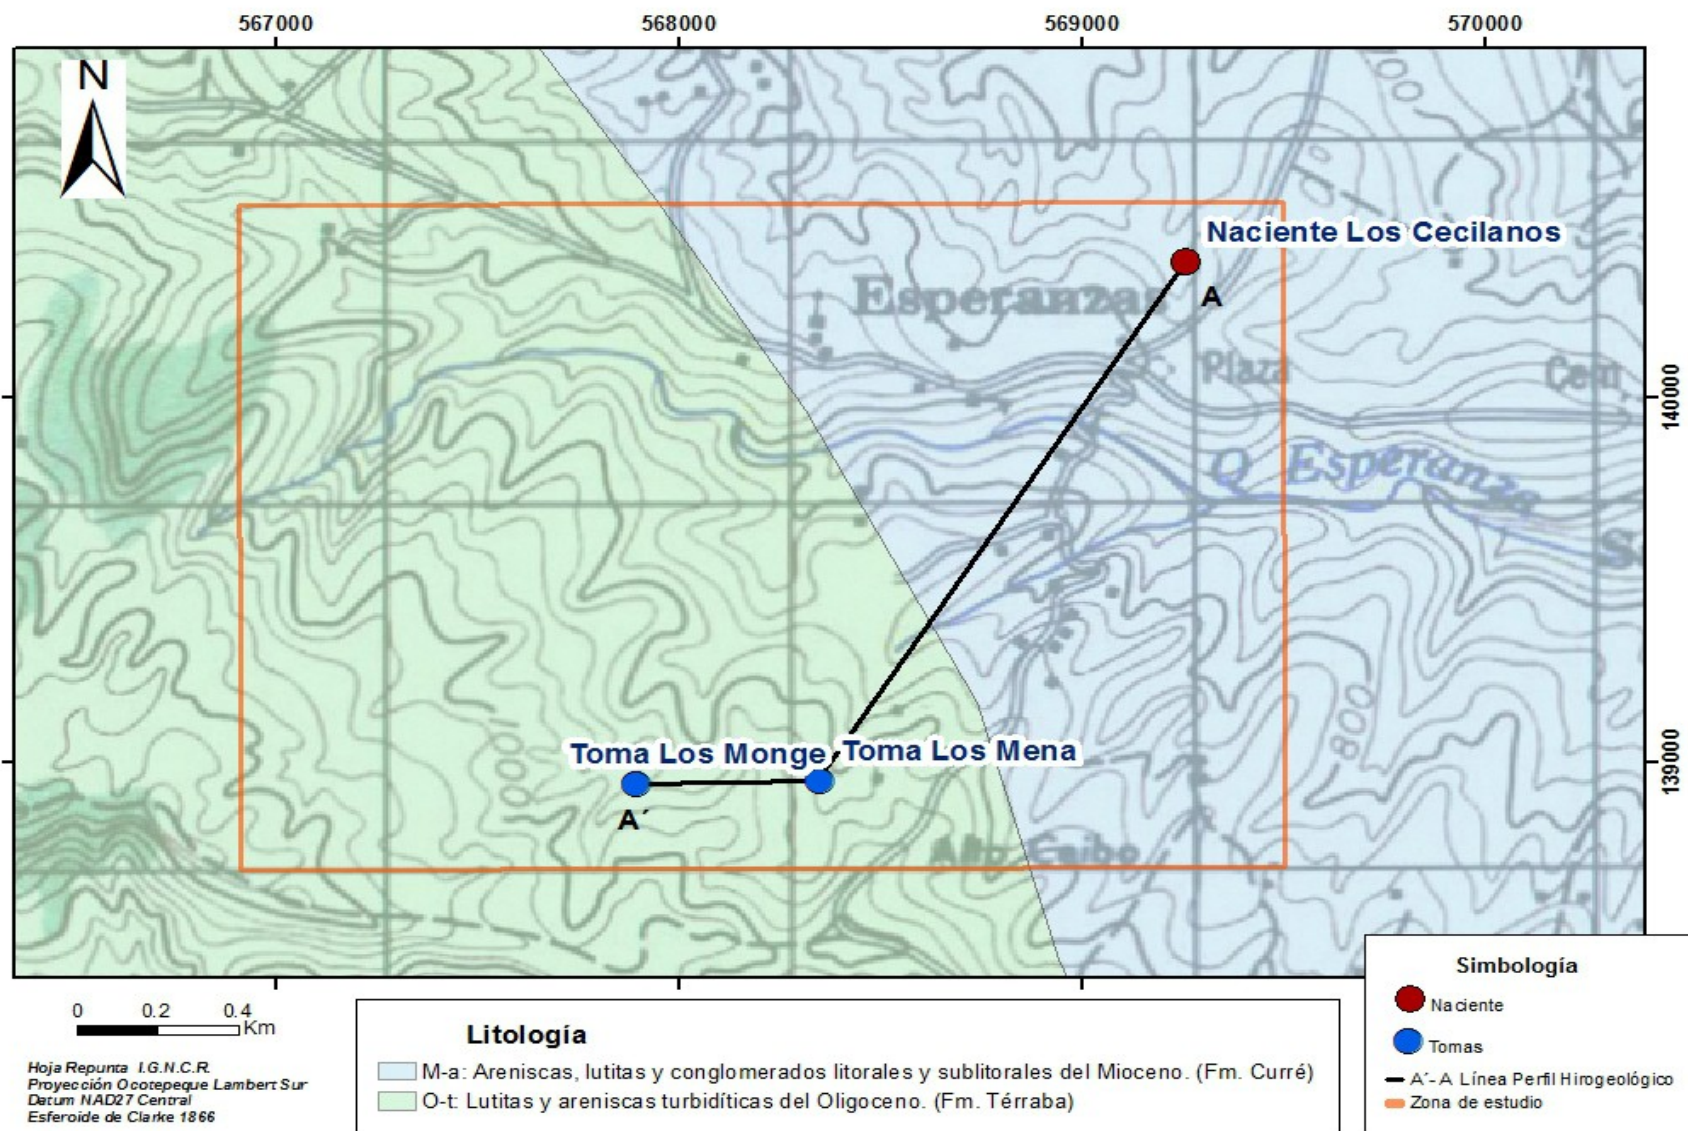 567000
568000
569000
570000
N
Naciente Los Cecilanos
A
Esperanzas
Plaza
Cem
140000
Q Esperanza
800
Toma Los Monge
Toma Los Mena
139000
A´
Simbología
Naciente
Tomas
A´- A Línea Perfil Hirogeológico
Zona de estudio
0 0.2 0.4
Km
Litología
M-a: Areniscas, lutitas y conglomerados litorales y sublitorales del Mioceno. (Fm. Curré)
O-t: Lutitas y areniscas turbidíticas del Oligoceno. (Fm. Térraba)
Hoja Repunta I.G.N.C.R.
Proyección Ocotepeque Lambert Sur
Datum NAD27 Central
Esferoide de Clarke 1866